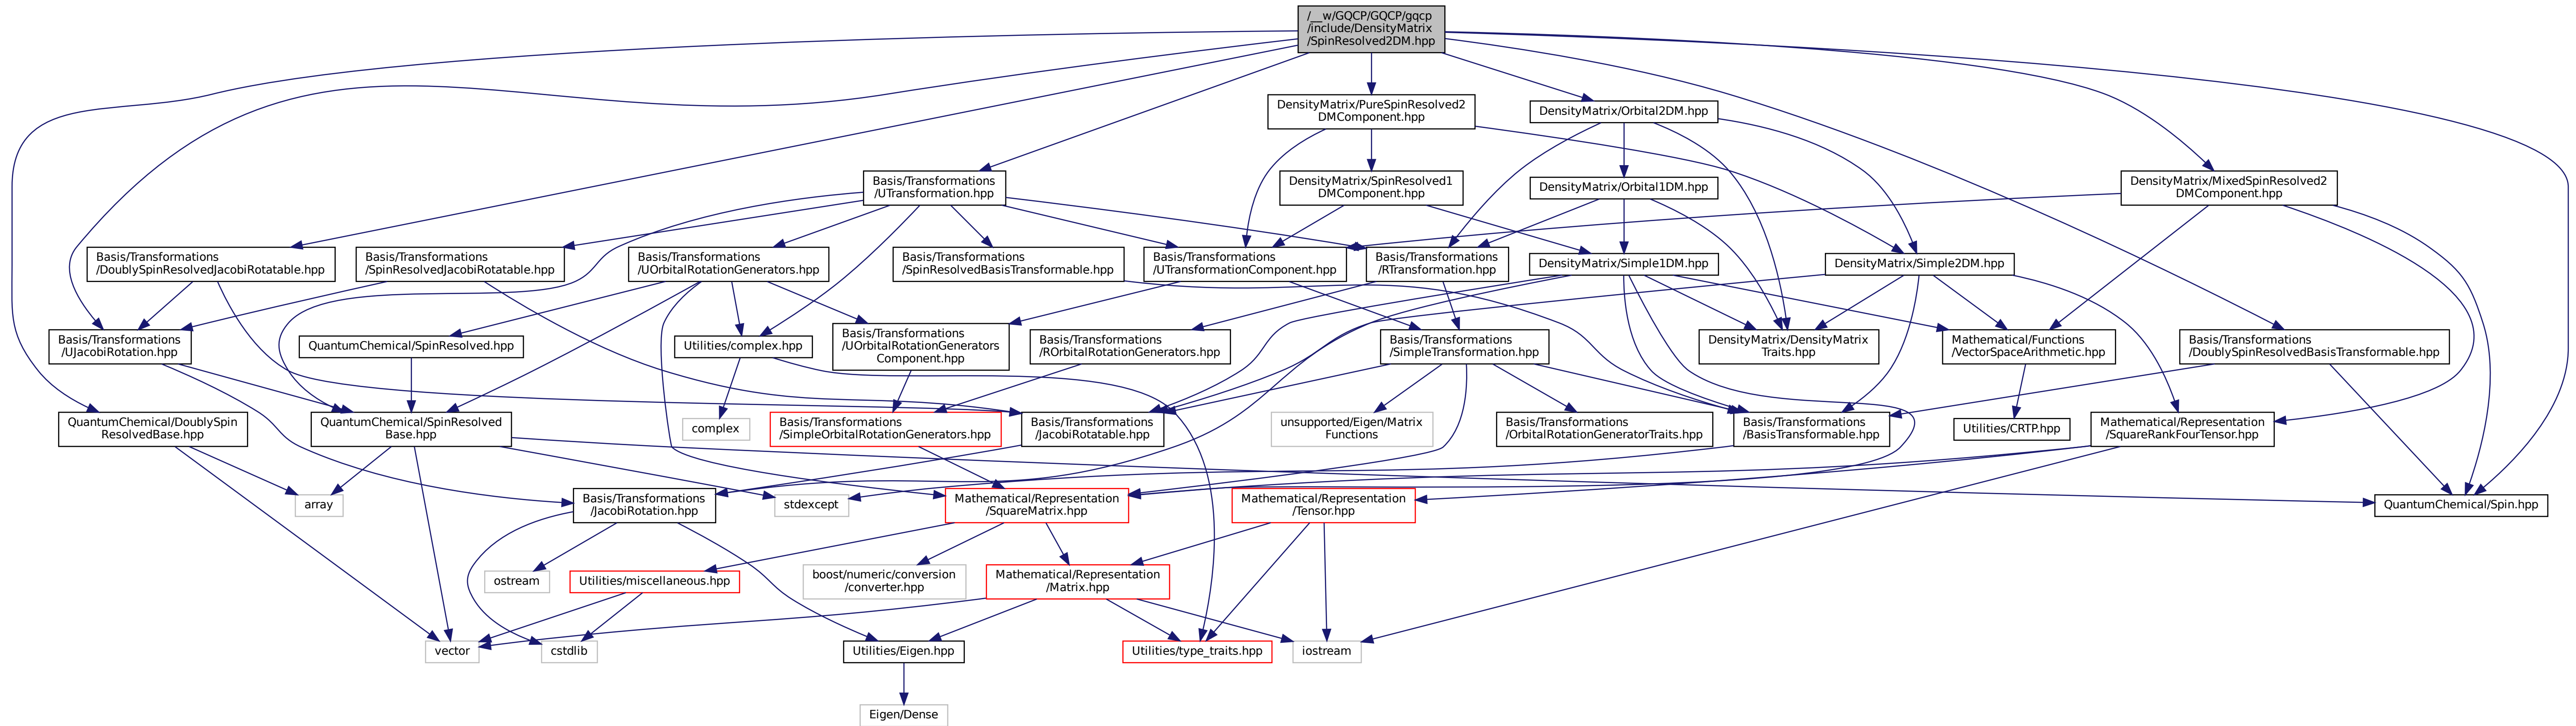 /__w/GQCP/GQCP/gqcp
/include/DensityMatrix
/SpinResolved2DM.hpp
DensityMatrix/PureSpinResolved2
DMComponent.hpp
DensityMatrix/Orbital2DM.hpp
Basis/Transformations
/UTransformation.hpp
DensityMatrix/SpinResolved1
DMComponent.hpp
DensityMatrix/Orbital1DM.hpp
DensityMatrix/MixedSpinResolved2
DMComponent.hpp
Basis/Transformations
/DoublySpinResolvedJacobiRotatable.hpp
Basis/Transformations
/SpinResolvedJacobiRotatable.hpp
Basis/Transformations
/UOrbitalRotationGenerators.hpp
Basis/Transformations
/SpinResolvedBasisTransformable.hpp
Basis/Transformations
/UTransformationComponent.hpp
Basis/Transformations
/RTransformation.hpp
DensityMatrix/Simple1DM.hpp
DensityMatrix/Simple2DM.hpp
Basis/Transformations
/UJacobiRotation.hpp
QuantumChemical/SpinResolved.hpp
Utilities/complex.hpp
Basis/Transformations
/UOrbitalRotationGenerators
Component.hpp
Basis/Transformations
/ROrbitalRotationGenerators.hpp
Basis/Transformations
/SimpleTransformation.hpp
DensityMatrix/DensityMatrix
Traits.hpp
Mathematical/Functions
/VectorSpaceArithmetic.hpp
Basis/Transformations
/DoublySpinResolvedBasisTransformable.hpp
QuantumChemical/DoublySpin
ResolvedBase.hpp
QuantumChemical/SpinResolved
Base.hpp
complex
Basis/Transformations
/SimpleOrbitalRotationGenerators.hpp
Basis/Transformations
/JacobiRotatable.hpp
unsupported/Eigen/Matrix
Functions
Basis/Transformations
/OrbitalRotationGeneratorTraits.hpp
Basis/Transformations
/BasisTransformable.hpp
Utilities/CRTP.hpp
Mathematical/Representation
/SquareRankFourTensor.hpp
array
Basis/Transformations
/JacobiRotation.hpp
stdexcept
Mathematical/Representation
/SquareMatrix.hpp
Mathematical/Representation
/Tensor.hpp
QuantumChemical/Spin.hpp
ostream
Utilities/miscellaneous.hpp
boost/numeric/conversion
/converter.hpp
Mathematical/Representation
/Matrix.hpp
vector
cstdlib
Utilities/Eigen.hpp
Utilities/type_traits.hpp
iostream
Eigen/Dense